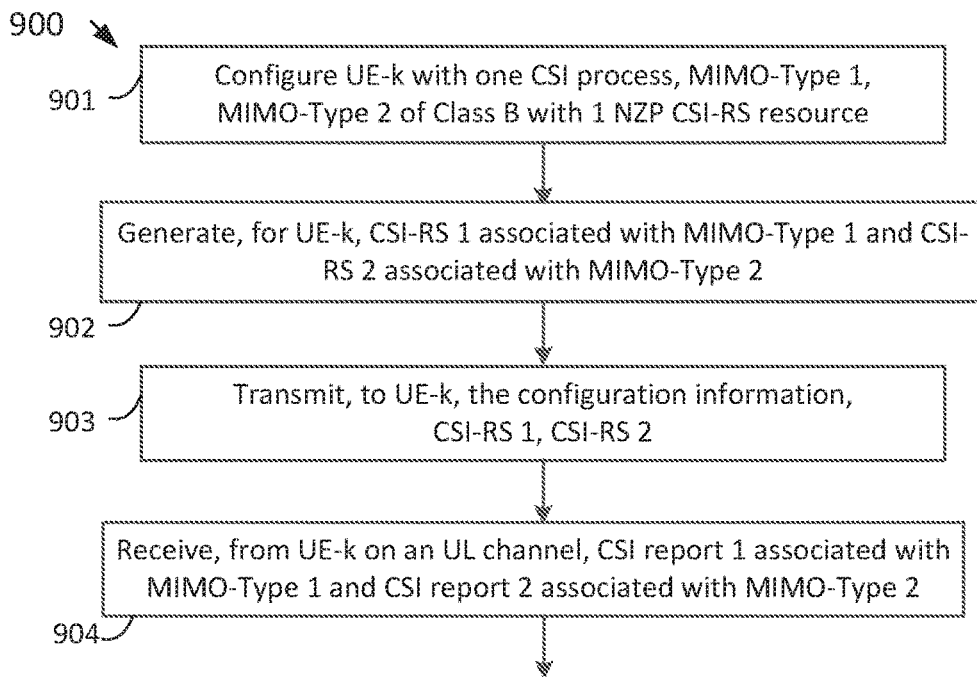 900
901
Configure UE-k with one CSI process, MIMO-Type 1,
MIMO-Type 2 of Class B with 1 NZP CSI-RS resource
Generate, for UE-k, CSI-RS 1 associated with MIMO-Type 1 and CSI-
RS 2 associated with MIMO-Type 2
902
Transmit, to UE-k, the configuration information,
CSI-RS 1, CSI-RS 2
903
Receive, from UE-k on an UL channel, CSI report 1 associated with
MIMO-Type 1 and CSI report 2 associated with MIMO-Type 2
904